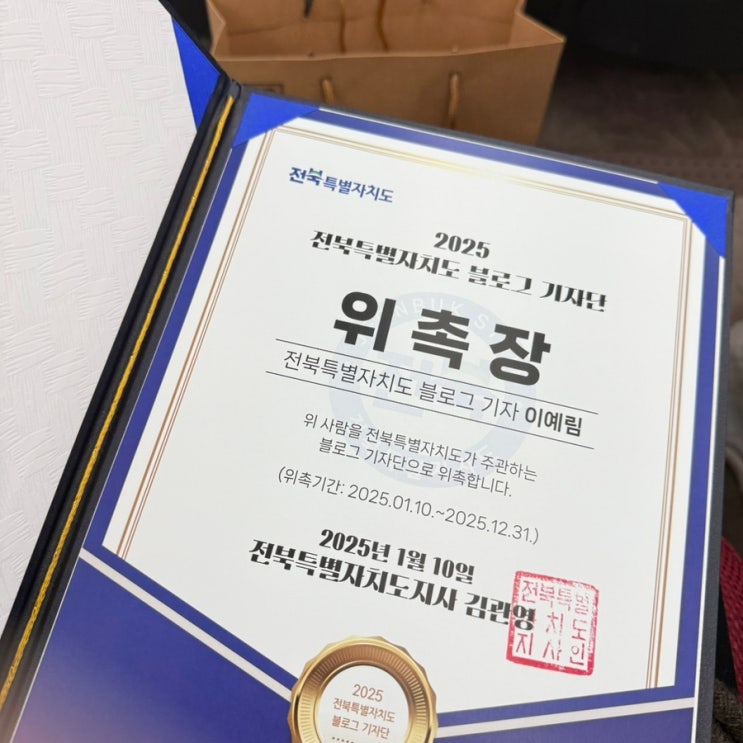 전북특별자치도
2025
전북특별자치도 블로그 기자단
위촉장
전북특별자치도 블로그 기자 이예림
위 사람을 전북특별자치도가 주관하는
블로그 기자단으로 위촉합니다.
(위촉기간: 2025.01.10.~2025.12.31.)
2025년 1월 10일
전북특별자치도지사 김관영
전북특별
자치도
지사인
2025
전북특별자치도
블로그 기자단